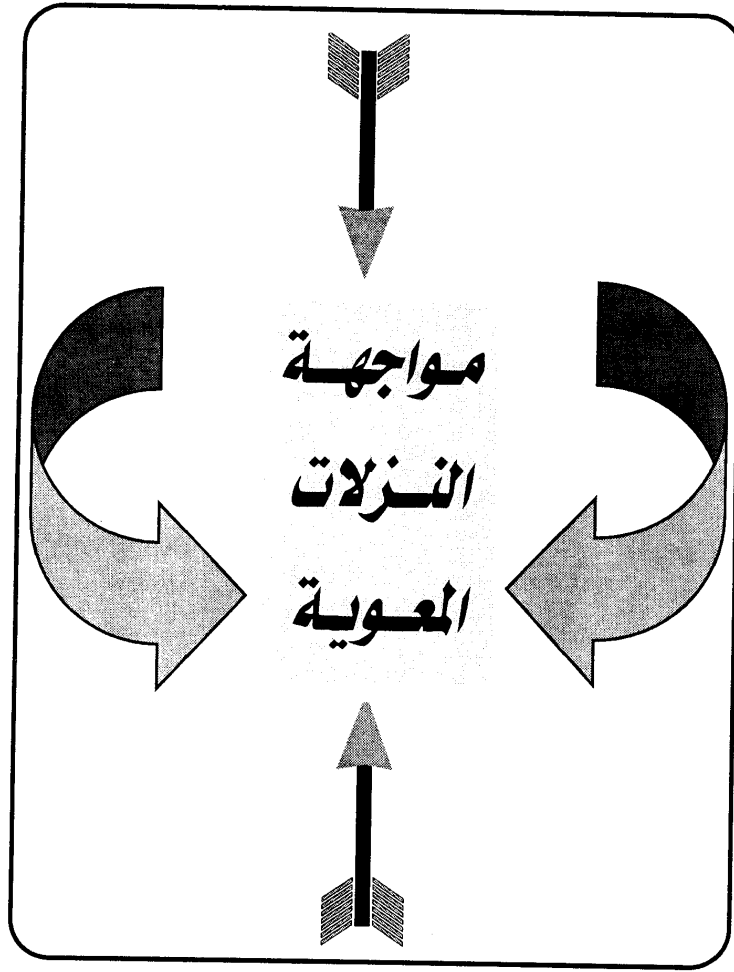 مواجهة
النزلات
المعوية